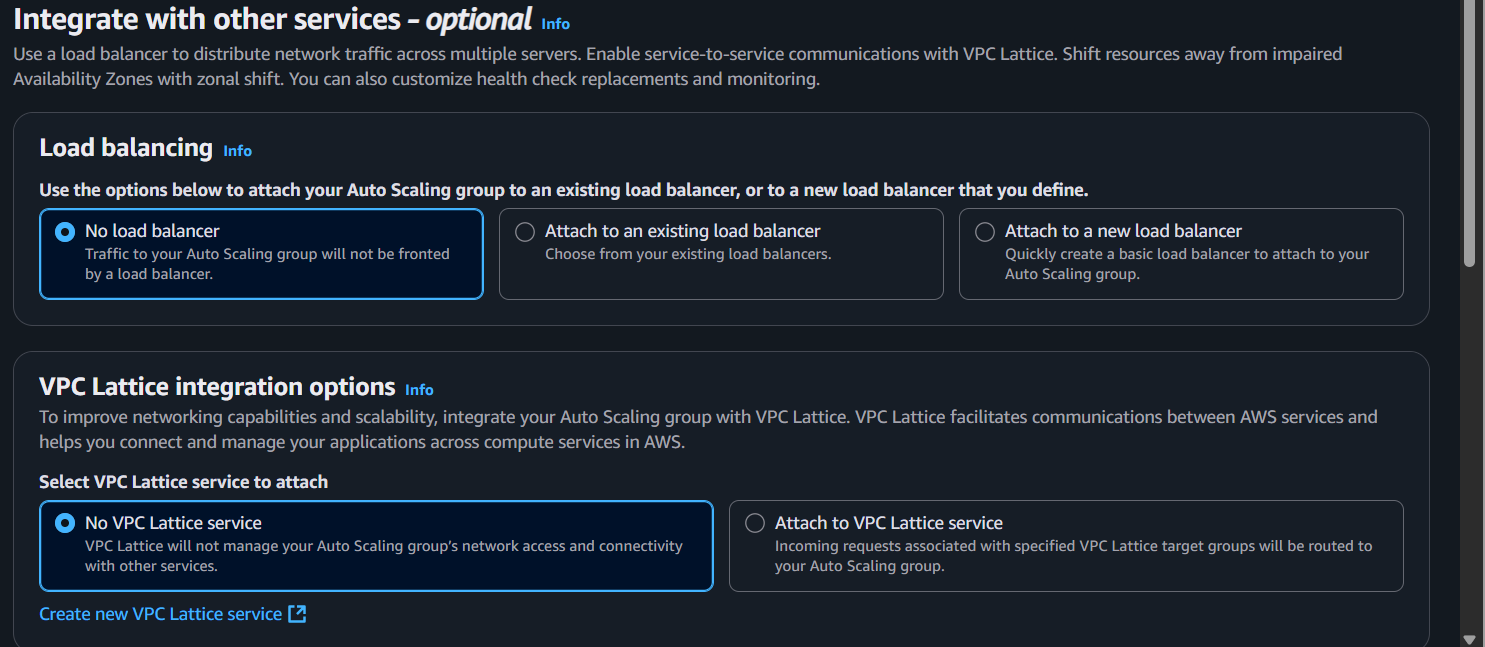 Integrate with other services - optional Info
Use a load balancer to distribute network traffic across multiple servers. Enable service-to-service communications with VPC Lattice. Shift resources away from impaired
Availability Zones with zonal shift. You can also customize health check replacements and monitoring.
Load balancing Info
Use the options below to attach your Auto Scaling group to an existing load balancer, or to a new load balancer that you define.
No load balancer
Traffic to your Auto Scaling group will not be fronted
by a load balancer.
Attach to an existing load balancer
Choose from your existing load balancers.
Attach to a new load balancer
Quickly create a basic load balancer to attach to your
Auto Scaling group.
VPC Lattice integration options Info
To improve networking capabilities and scalability, integrate your Auto Scaling group with VPC Lattice. VPC Lattice facilitates communications between AWS services and
helps you connect and manage your applications across compute services in AWS.
Select VPC Lattice service to attach
No VPC Lattice service
VPC Lattice will not manage your Auto Scaling group’s network access and connectivity
with other services.
Attach to VPC Lattice service
Incoming requests associated with specified VPC Lattice target groups will be routed to
your Auto Scaling group.
Create new VPC Lattice service